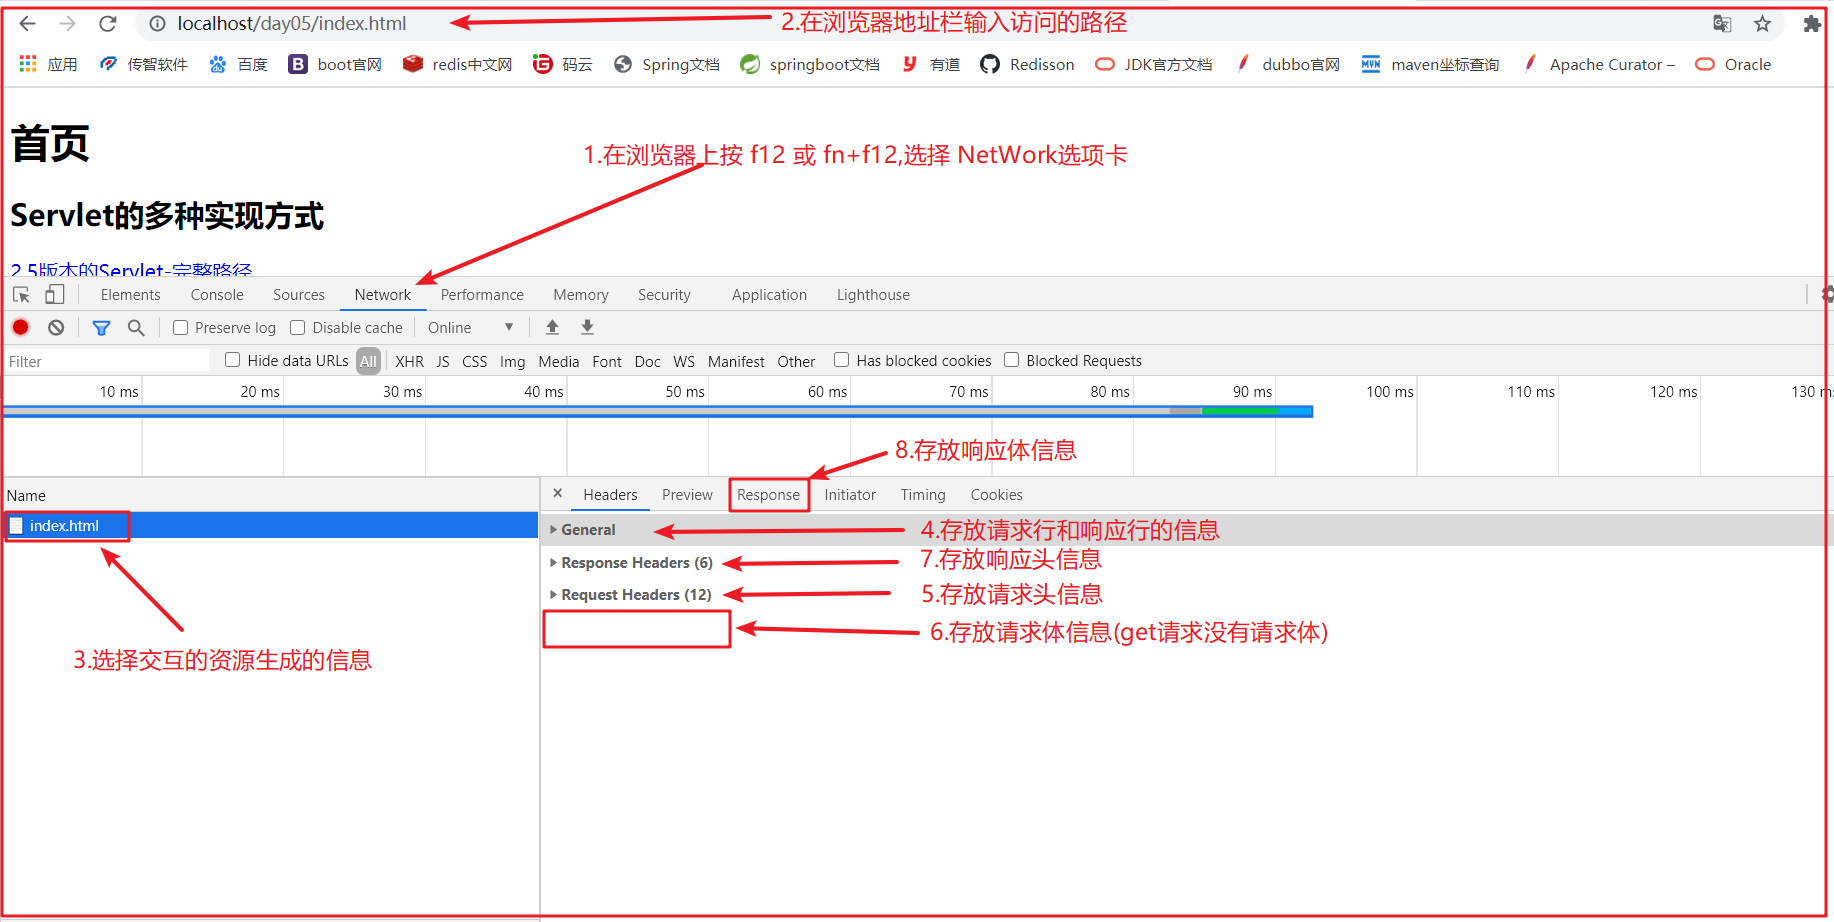 localhost/day05/index.html
2.在浏览器地址栏输入访问的路径
应用 传智软件 百度 boot官网 redis中文网 码云 Spring文档 springboot文档 有道 Redisson JDK官方文档 dubbo官网 maven坐标查询 Apache Curator – Oracle
首页
1.在浏览器上按 f12 或 fn+f12,选择 NetWork选项卡
Servlet的多种实现方式
2.5版本的Servlet-完整路径
Elements Console Sources Network Performance Memory Security Application Lighthouse
Preserve log Disable cache Online
Filter Hide data URLs All XHR JS CSS Img Media Font Doc WS Manifest Other Has blocked cookies Blocked Requests
10 ms 20 ms 30 ms 40 ms 50 ms 60 ms 70 ms 80 ms 90 ms 100 ms 110 ms 120 ms 130 m
8.存放响应体信息
Name
Headers Preview Response Initiator Timing Cookies
index.html
General
4.存放请求行和响应行的信息
Response Headers (6)
7.存放响应头信息
Request Headers (12)
5.存放请求头信息
6.存放请求体信息(get请求没有请求体)
3.选择交互的资源生成的信息